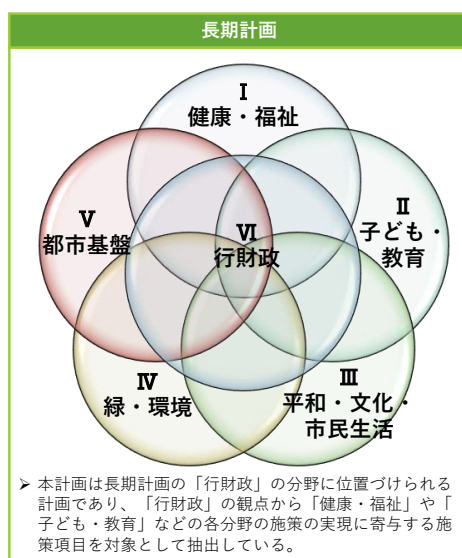 長期計画
Ⅰ
健康・福祉
Ⅱ
子ども・
教育
Ⅴ
都市基盤
Ⅵ
行財政
Ⅳ
緑・環境
Ⅲ
平和・文化・
市民生活
➢ 本計画は長期計画の「行財政」の分野に位置づけられる
計画であり、「行財政」の観点から「健康・福祉」や「
子ども・教育」などの各分野の施策の実現に寄与する施
策項目を対象として抽出している。